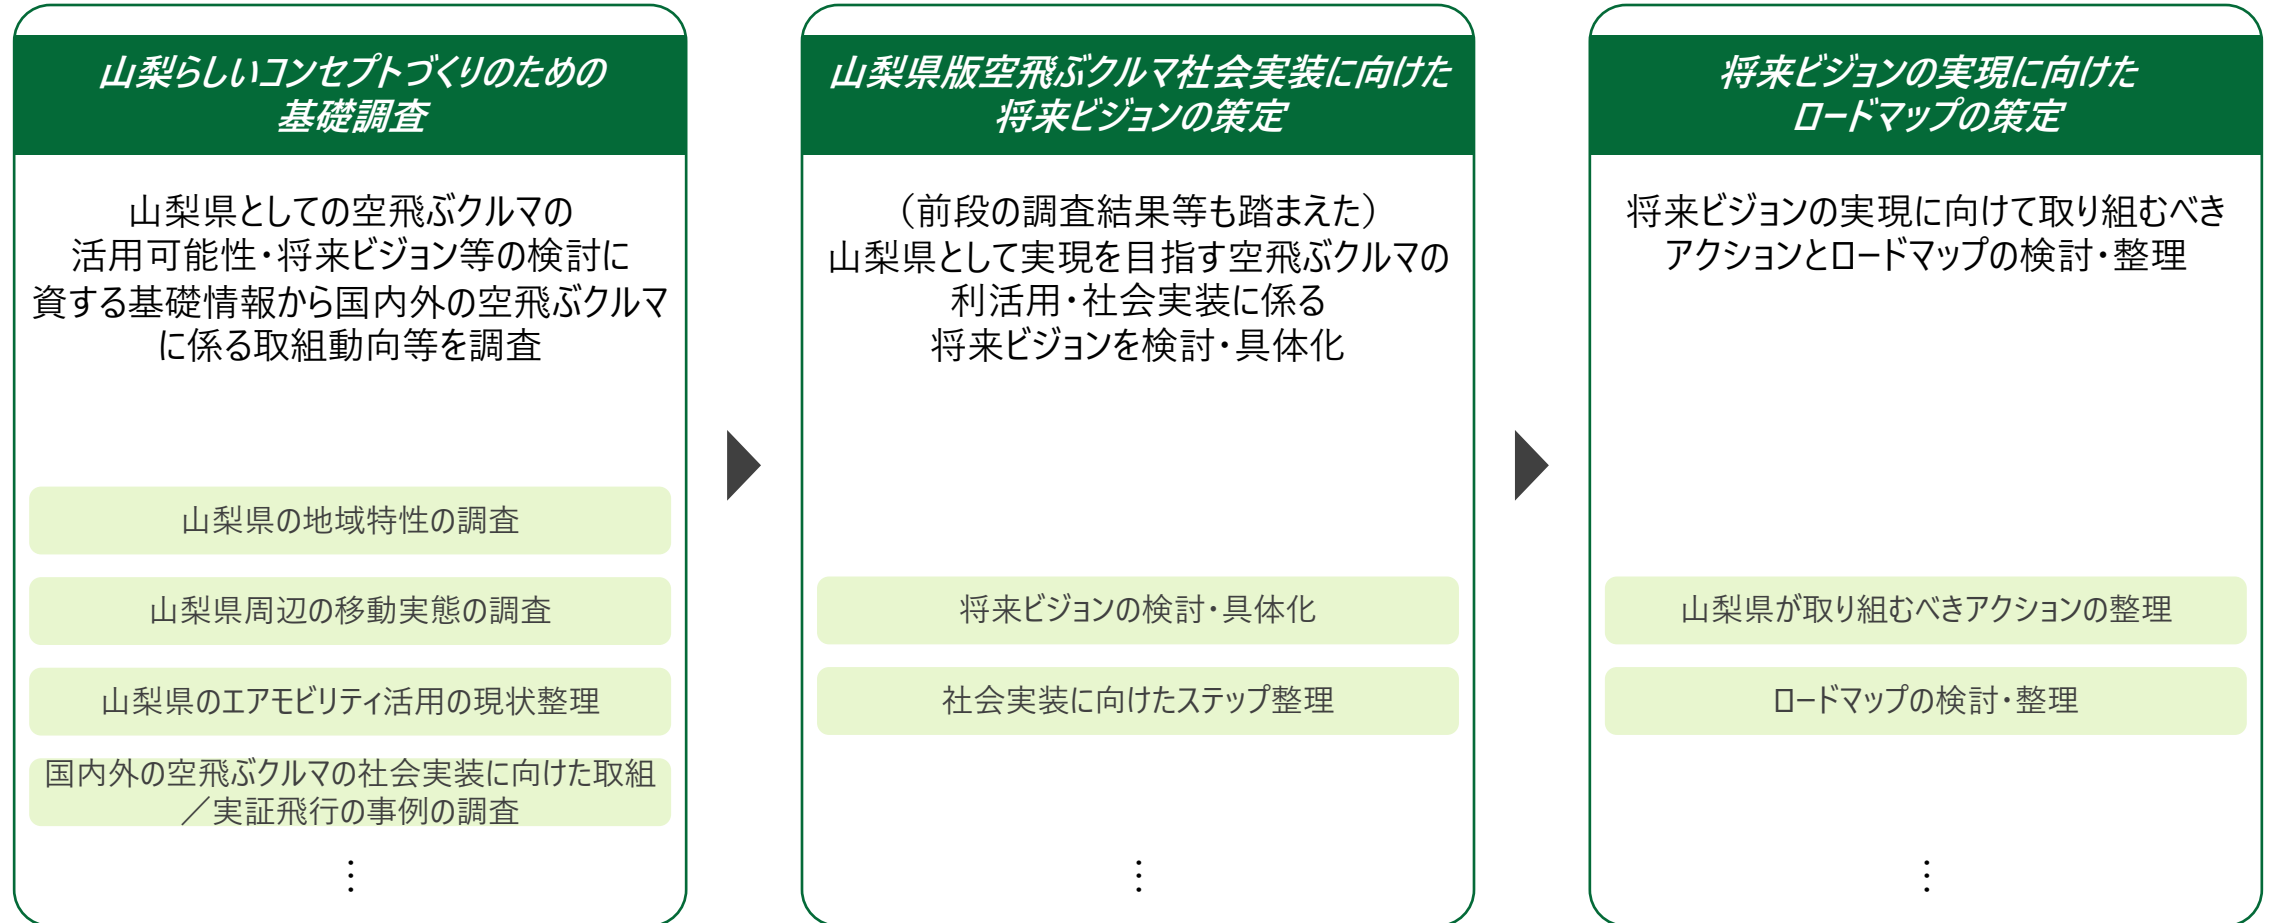 山梨らしいコンセプトづくりのための
基礎調査
山梨県としての空飛ぶクルマの
活用可能性・将来ビジョン等の検討に
資する基礎情報から国内外の空飛ぶクルマ
に係る取組動向等を調査
山梨県の地域特性の調査
山梨県周辺の移動実態の調査
山梨県のエアモビリティ活用の現状整理
国内外の空飛ぶクルマの社会実装に向けた取組
／実証飛行の事例の調査
…
山梨県版空飛ぶクルマ社会実装に向けた
将来ビジョンの策定
（前段の調査結果等も踏まえた）
山梨県として実現を目指す空飛ぶクルマの
利活用・社会実装に係る
将来ビジョンを検討・具体化
将来ビジョンの検討・具体化
社会実装に向けたステップ整理
…
将来ビジョンの実現に向けた
ロードマップの策定
将来ビジョンの実現に向けて取り組むべき
アクションとロードマップの検討・整理
山梨県が取り組むべきアクションの整理
ロードマップの検討・整理
…